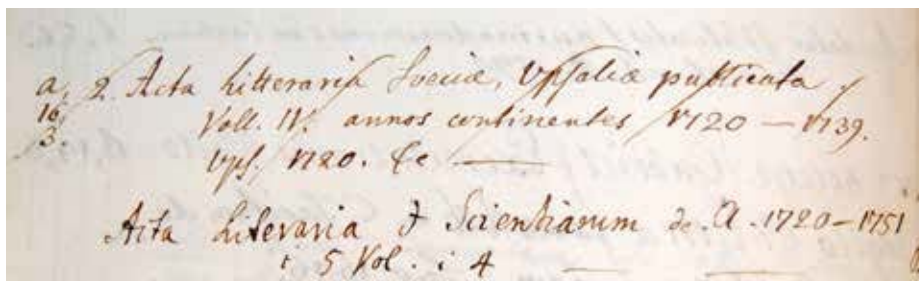 a. 2. Acta Litteraria Sveciæ, Upsaliæ publicata
16. Voll. IV. annos continentes 1720 — 1739.
3. Ups. 1720. &c ———
Acta Literaria & Scientiarum de A. 1720 – 1751
i 5 Vol. i 4 —— ——